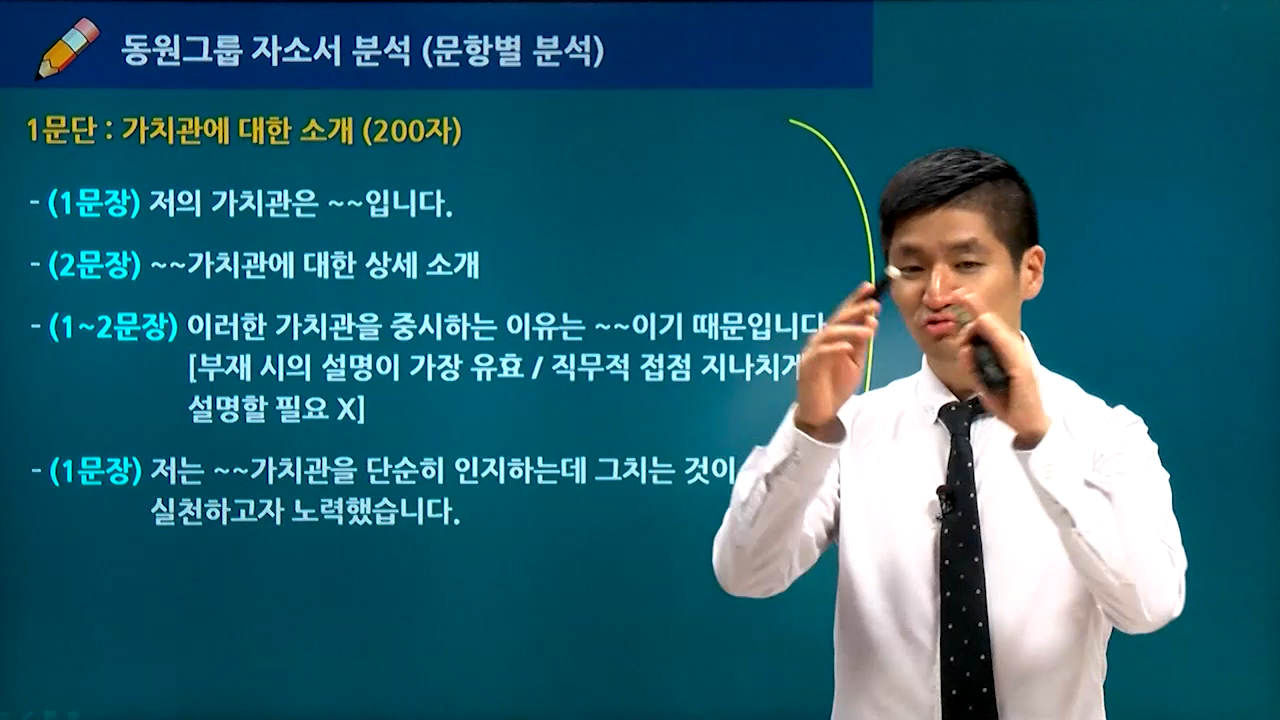 동원그룹 자소서 분석 (문항별 분석)
1문단 : 가치관에 대한 소개 (200자)
- (1문장) 저의 가치관은 ~~입니다.
- (2문장) ~~가치관에 대한 상세 소개
- (1~2문장) 이러한 가치관을 중시하는 이유는 ~~이기 때문입니다
[부재 시의 설명이 가장 유효 / 직무적 접점 지나치게
설명할 필요 X]
- (1문장) 저는 ~~가치관을 단순히 인지하는데 그치는 것이
실천하고자 노력했습니다.